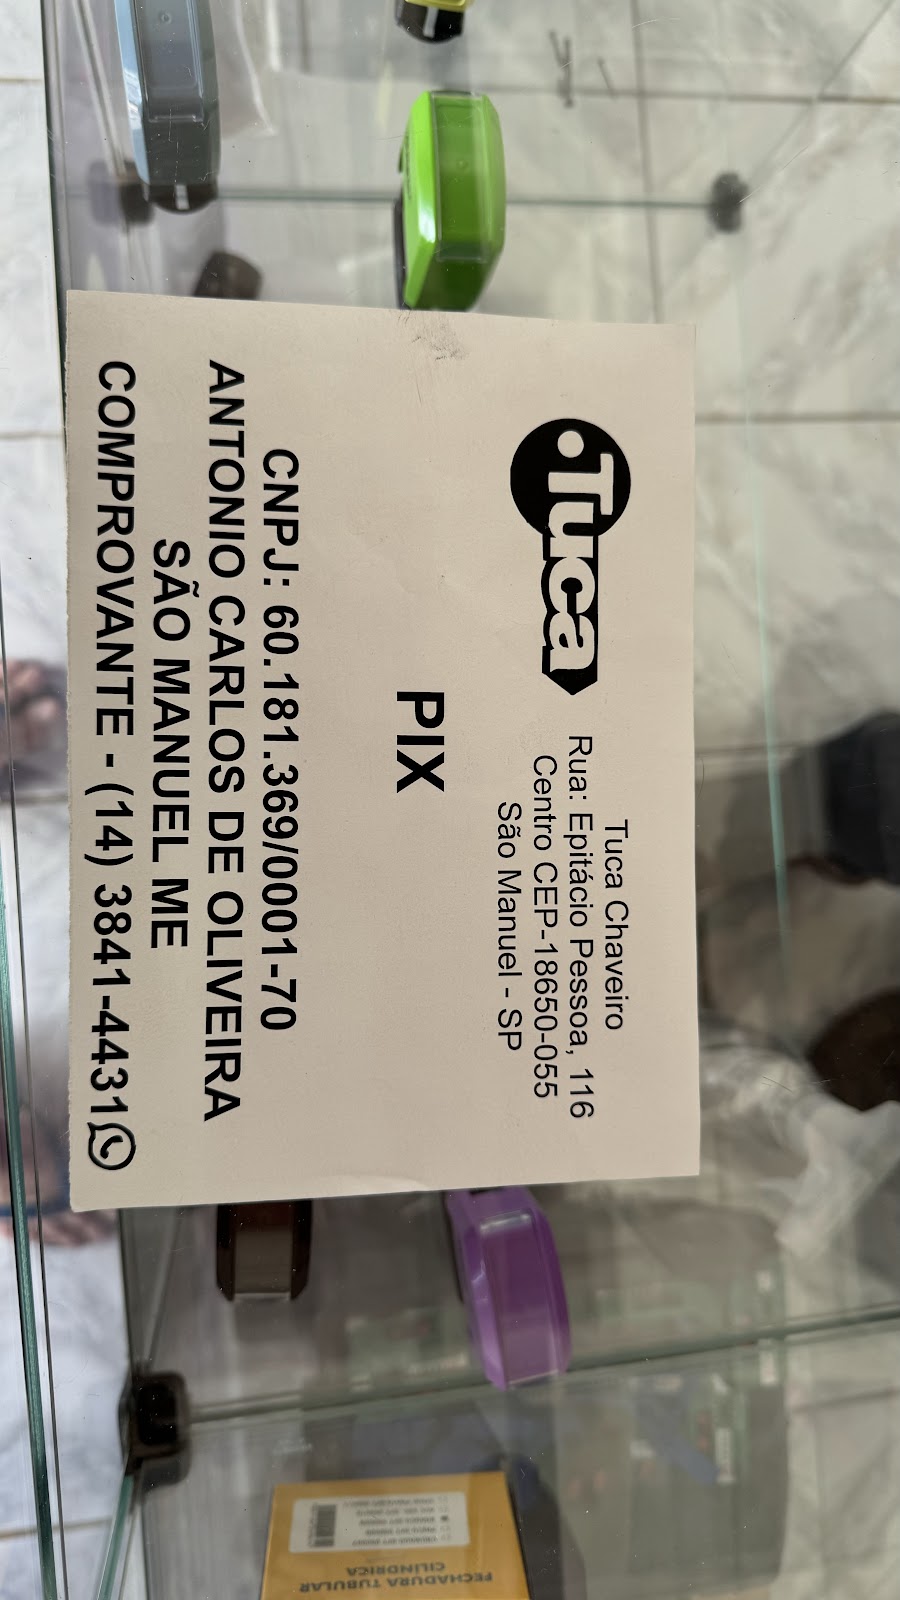 Tuca
Tuca Chaveiro
Rua: Epitácio Pessoa, 116
Centro CEP-18650-055
São Manuel - SP
PIX
CNPJ: 60.181.369/0001-70
ANTONIO CARLOS DE OLIVEIRA
SÃO MANUEL ME
COMPROVANTE - (14) 3841-4431
FECHADURA TUBULAR
CILÍNDRICA